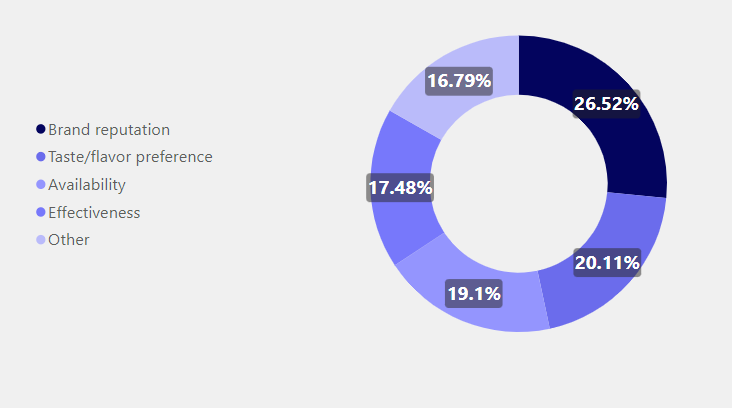 Brand reputation
Taste/flavor preference
Availability
Effectiveness
Other
26.52%
20.11%
19.1%
17.48%
16.79%